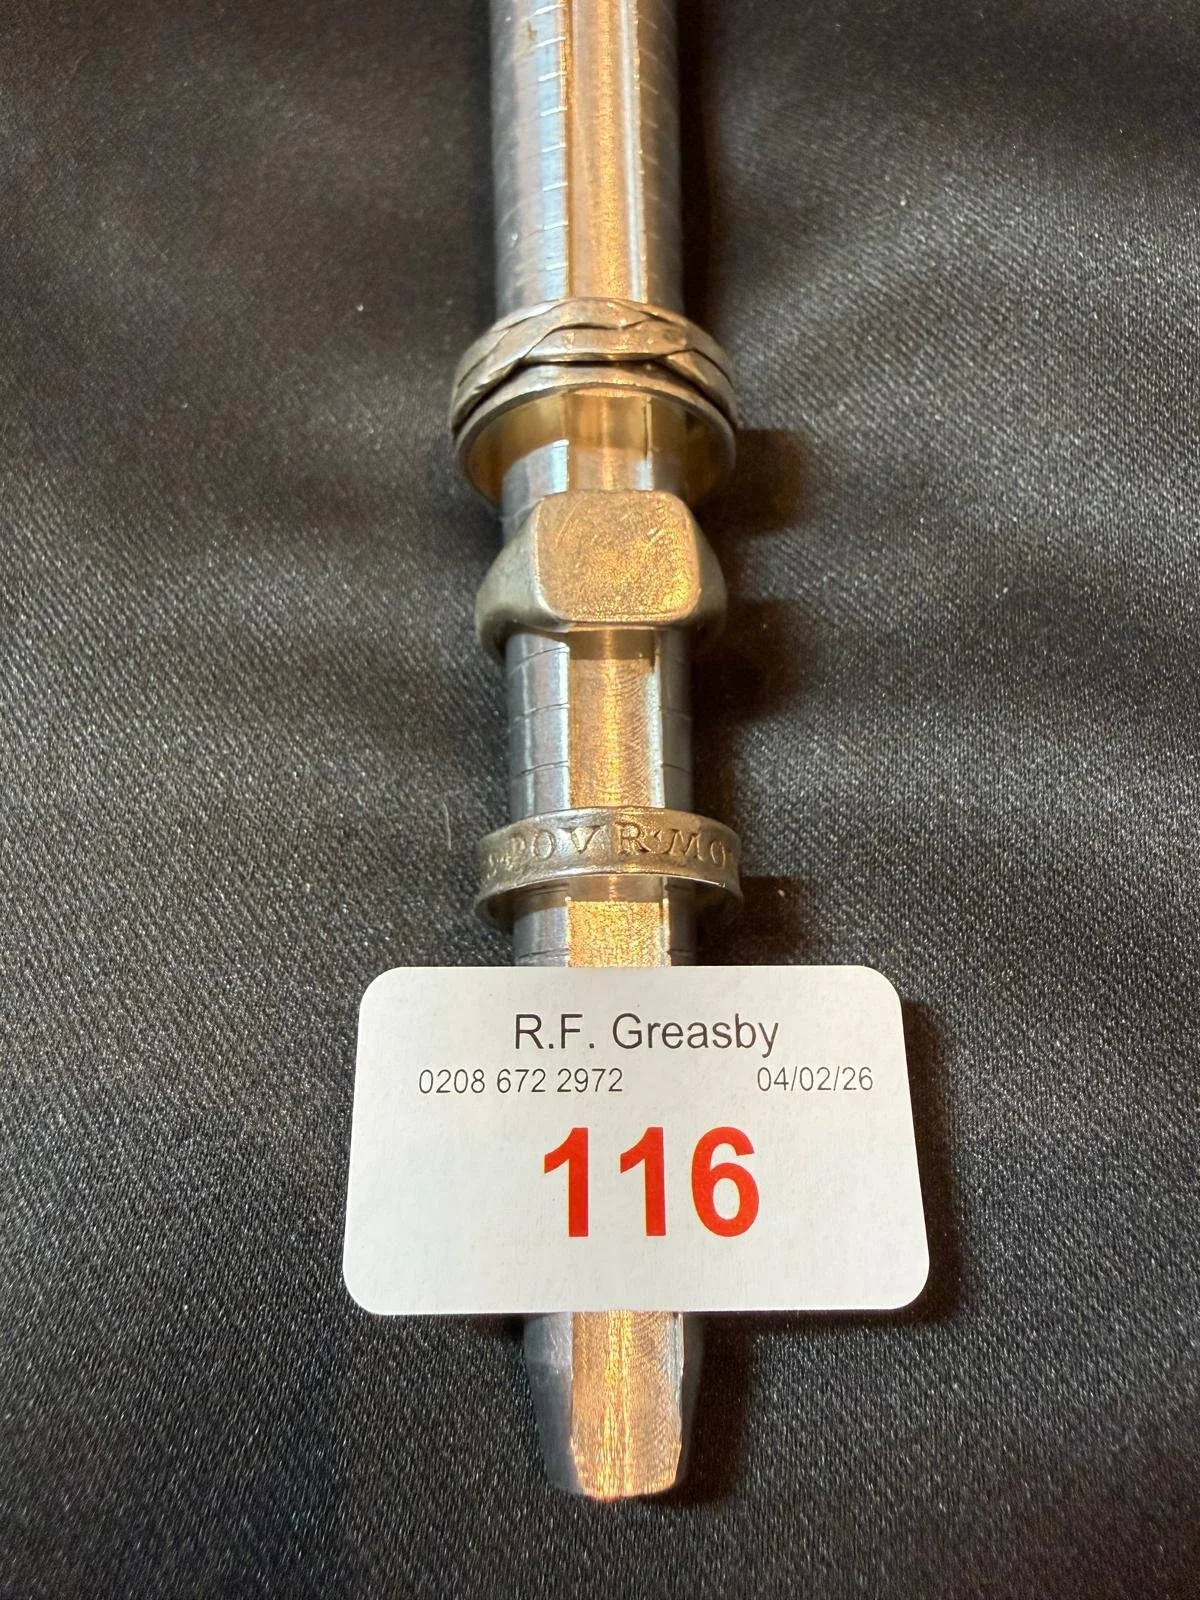 POVR·MO
R.F. Greasby
0208 672 2972 04/02/26
116